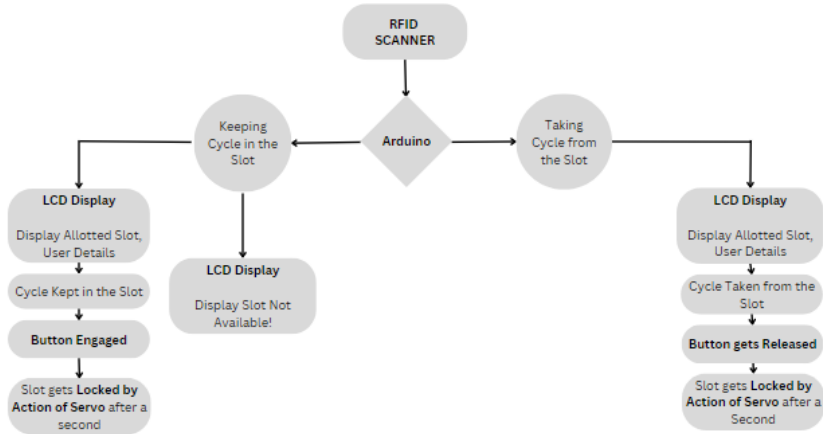 RFID
SCANNER
Keeping
Cycle in the
Slot
Arduino
Taking
Cycle from
the Slot
LCD Display
Display Allotted Slot,
User Details
Cycle Kept in the Slot
Button Engaged
Slot gets Locked by
Action of Servo after a
second
LCD Display
Display Slot Not
Available!
LCD Display
Display Allotted Slot,
User Details
Cycle Taken from the
Slot
Button gets Released
Slot gets Locked by
Action of Servo after a
Second